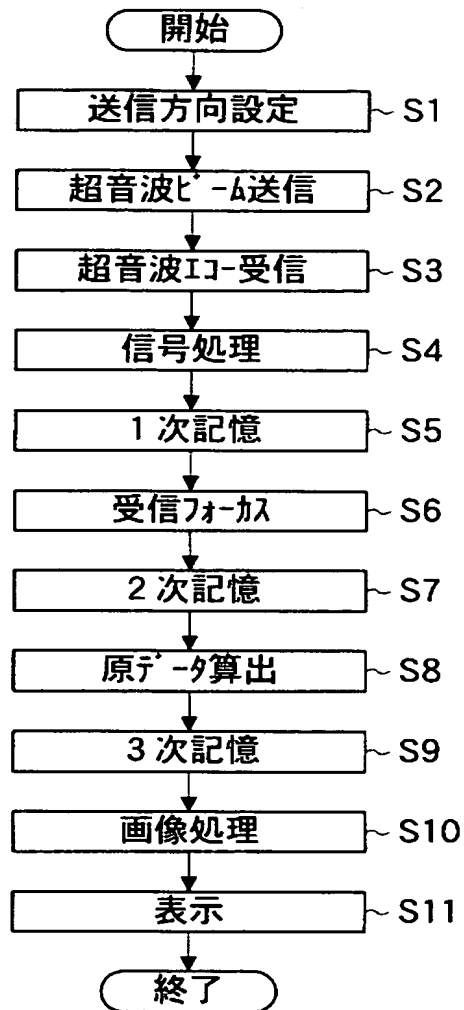 開始
送信方向設定 S1
超音波ﾋﾞｰﾑ送信 S2
超音波ｴｺｰ受信 S3
信号処理 S4
1次記憶 S5
受信ﾌｫｰｶｽ S6
2次記憶 S7
原ﾃﾞｰﾀ算出 S8
3次記憶 S9
画像処理 S10
表示 S11
終了